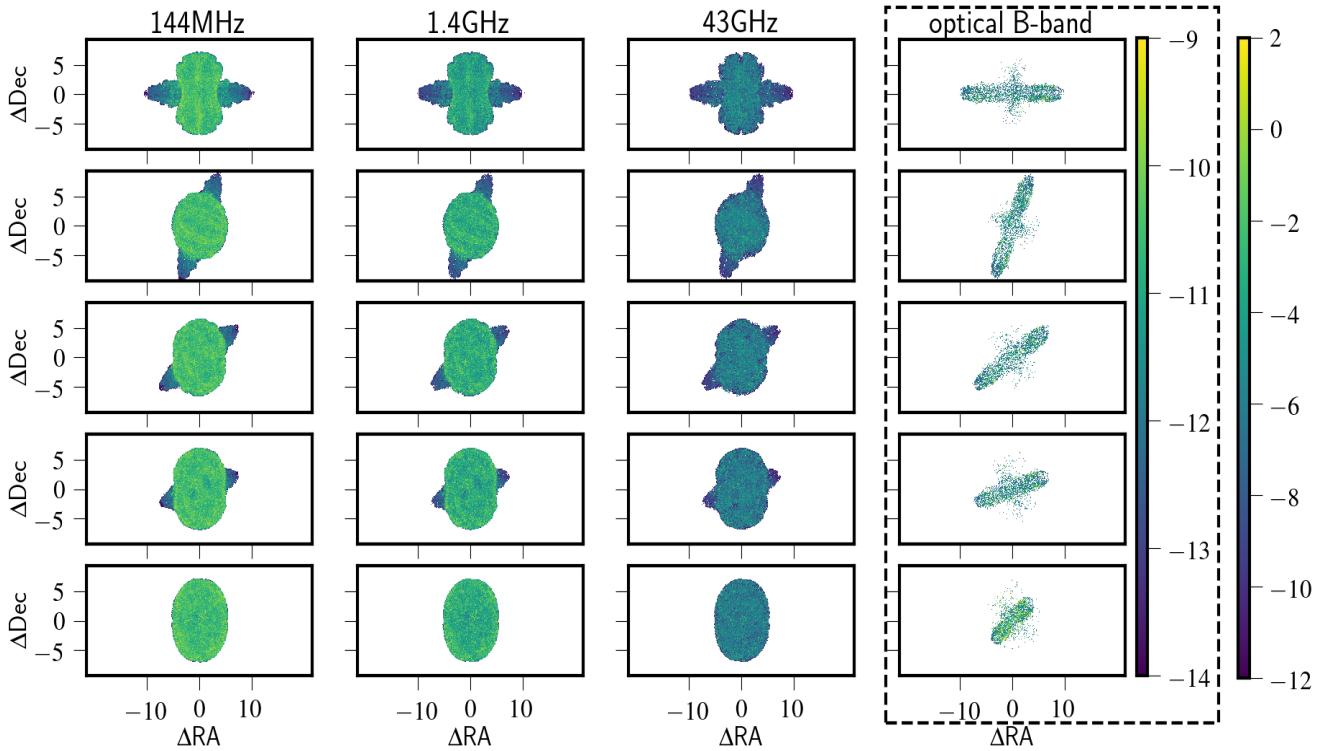 144MHz 1.4GHz 43GHz optical B-band
ΔDec 5 0 −5
ΔDec 5 0 −5
ΔDec 5 0 −5
ΔDec 5 0 −5
ΔDec 5 0 −5
−10 0 10 −10 0 10 −10 0 10 −10 0 10
ΔRA ΔRA ΔRA ΔRA
−9 −10 −11 −12 −13 −14
2 0 −2 −4 −6 −8 −10 −12